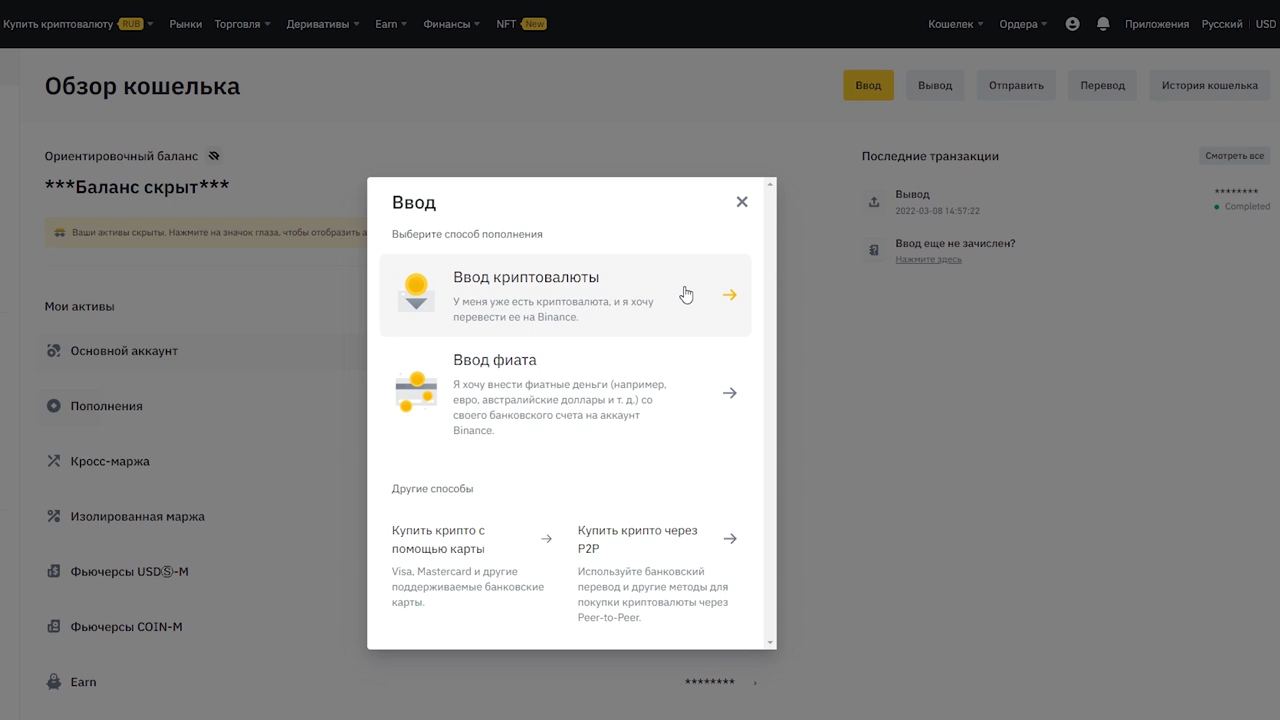 Купить криптовалюту RUB Рынки Торговля Деривативы Earn Финансы NFT New Кошелек Ордера Приложения Русский USD
Обзор кошелька
Ввод Вывод Отправить Перевод История кошелька
Ориентировочный баланс
***Баланс скрыт***
Ваши активы скрыты. Нажмите на значок глаза, чтобы отобразить а
Последние транзакции Смотреть все
Вывод ********
2022-03-08 14:57:22 Completed
Ввод еще не зачислен?
Нажмите здесь
Мои активы
Основной аккаунт
Пополнения
Кросс-маржа
Изолированная маржа
Фьючерсы USDⓈ-M
Фьючерсы COIN-M
Earn ********
Ввод
Выберите способ пополнения
Ввод криптовалюты
У меня уже есть криптовалюта, и я хочу
перевести ее на Binance.
Ввод фиата
Я хочу внести фиатные деньги (например,
евро, австралийские доллары и т. д.) со
своего банковского счета на аккаунт
Binance.
Другие способы
Купить крипто с
помощью карты
Visa, Mastercard и другие
поддерживаемые банковские
карты.
Купить крипто через
P2P
Используйте банковский
перевод и другие методы для
покупки криптовалюты через
Peer-to-Peer.